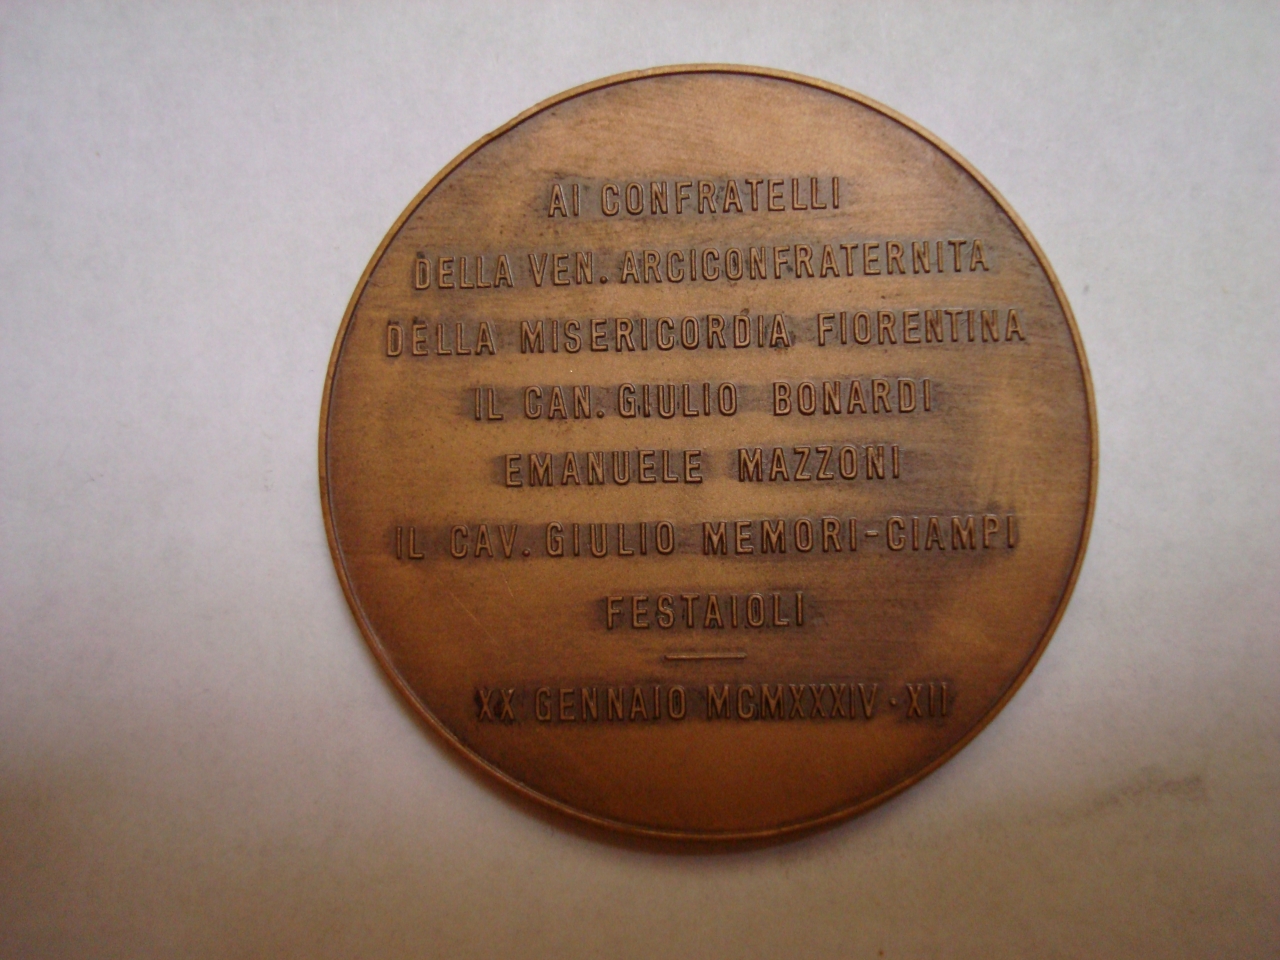 AI CONFRATELLI
DELLA VEN. ARCICONFRATERNITA
DELLA MISERICORDIA FIORENTINA
IL CAN. GIULIO BONARDI
EMANUELE MAZZONI
IL CAV. GIULIO MEMORI-CIAMPI
FESTAIOLI
XX GENNAIO MCMXXXIV · XII